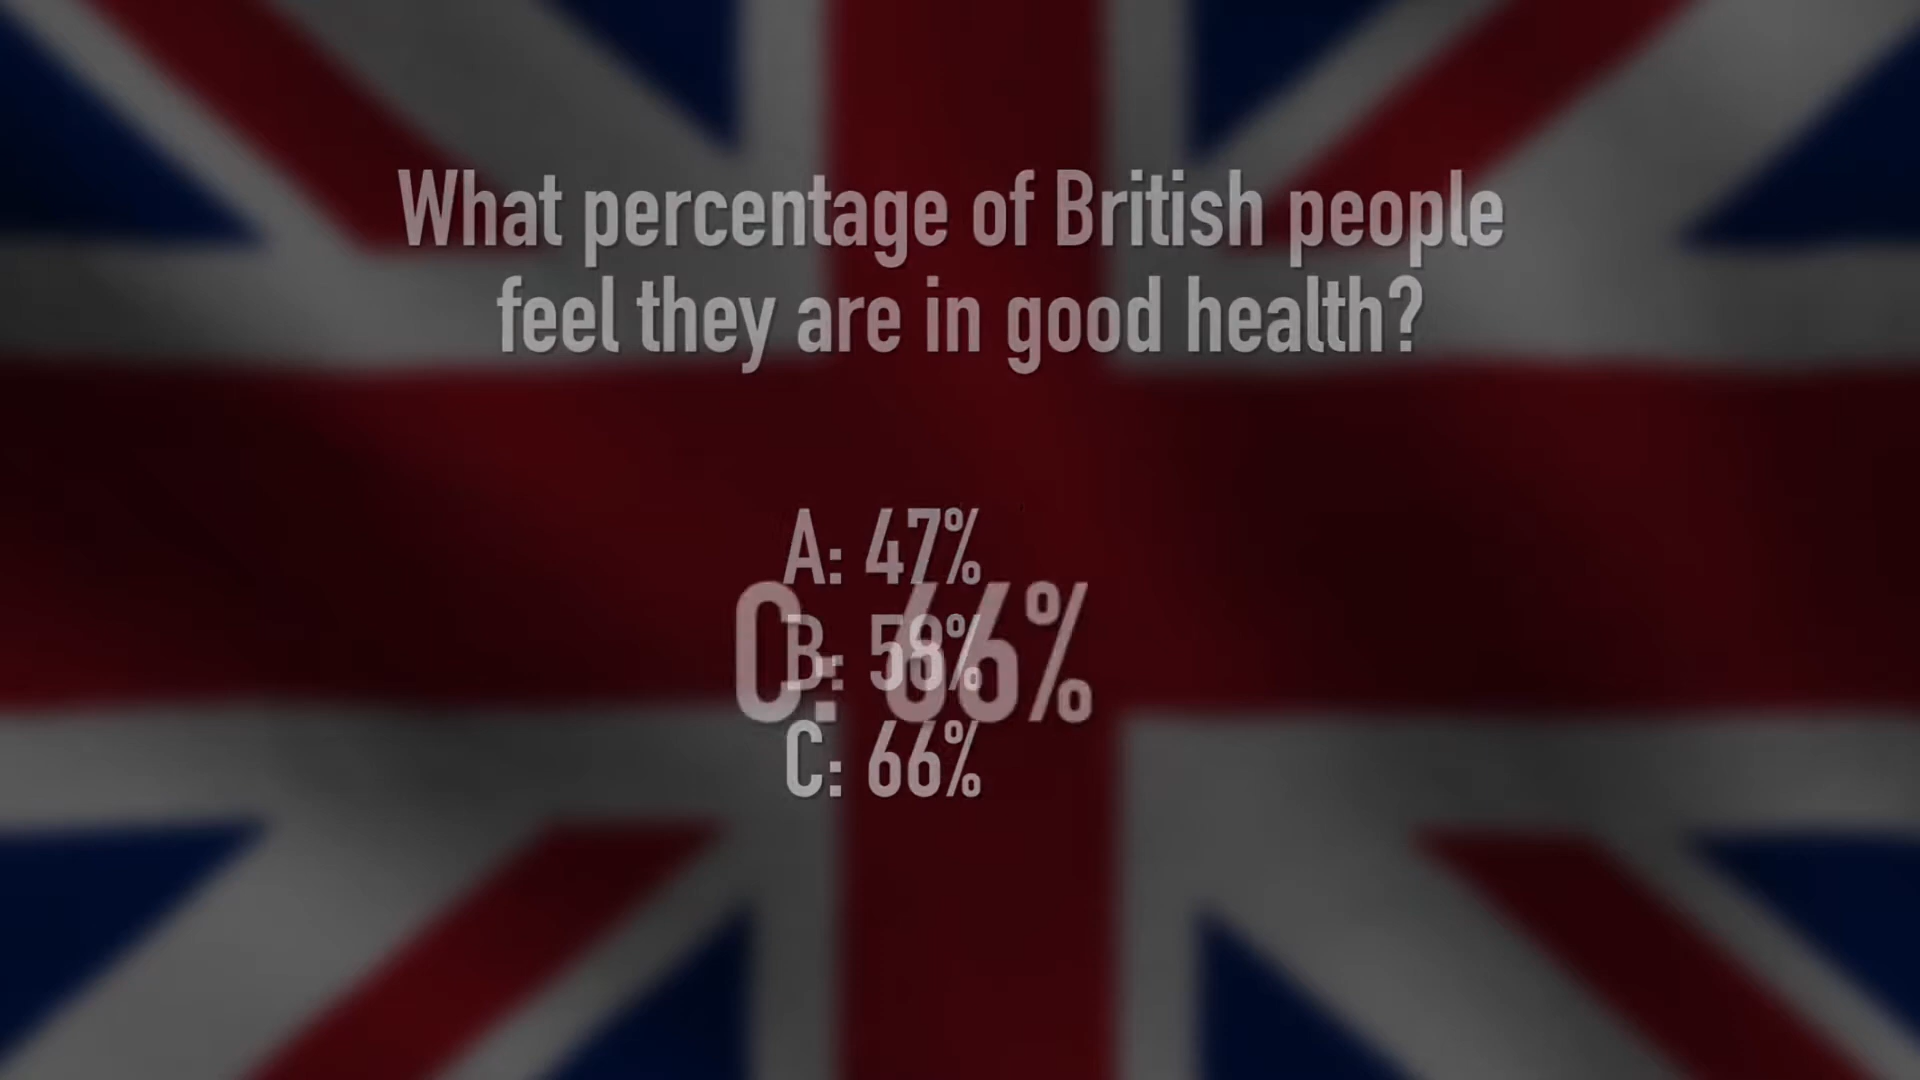 What percentage of British people
feel they are in good health?
A: 47%
C: 66%
B: 58%
C: 66%